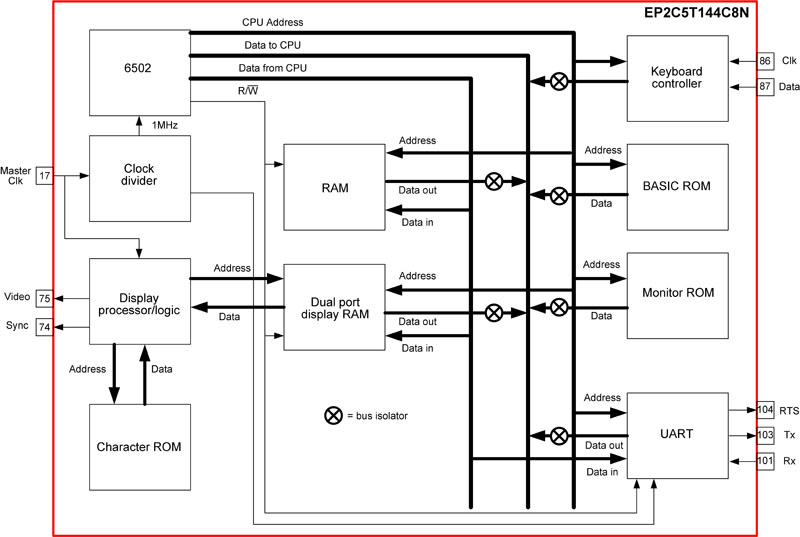 EP2C5T144C8N
CPU Address
Data to CPU
Data from CPU
R/W̅
6502
1MHz
Keyboard
controller
86 Clk
87 Data
Master
Clk
17
Clock
divider
RAM
Address
Data out
Data in
Address
Data
BASIC ROM
Display
processor/logic
Video 75
Sync 74
Address
Data
Dual port
display RAM
Address
Data out
Data in
Address
Data
Monitor ROM
Address
Data
Character ROM
= bus isolator
Address
Data out
Data in
UART
104 RTS
103 Tx
101 Rx